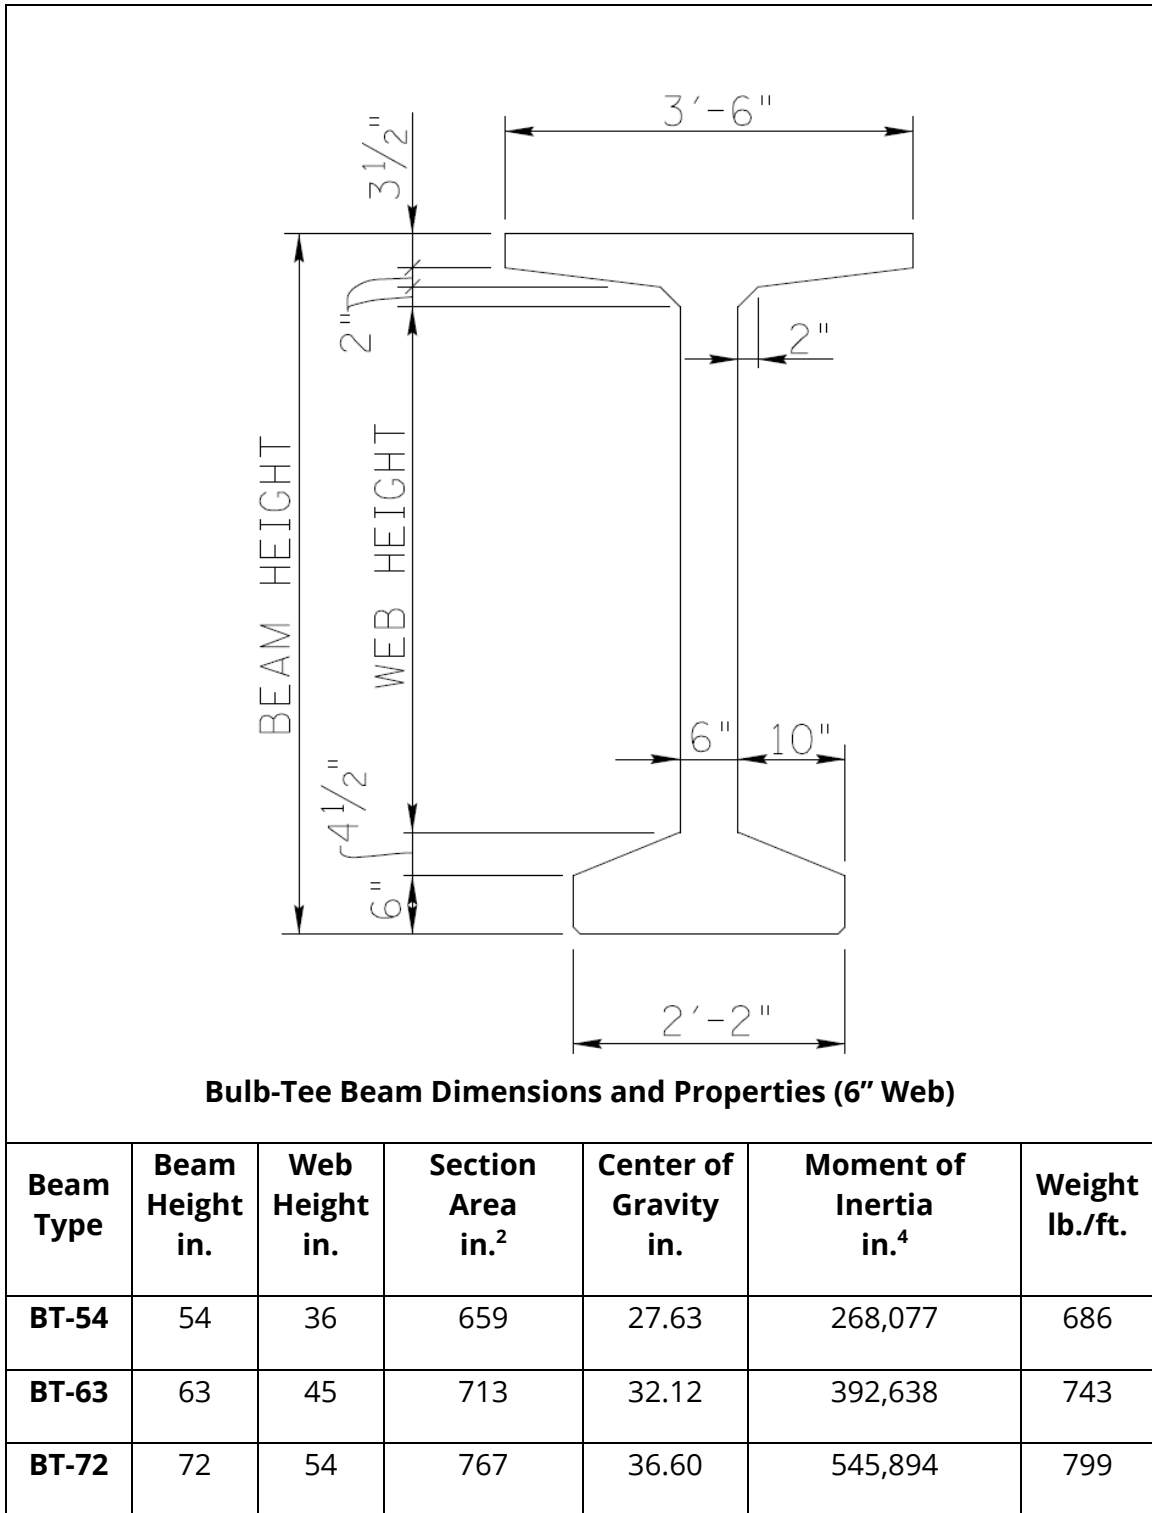 3′-6"
3½"
2"
2"
BEAM HEIGHT
WEB HEIGHT
6"
10"
4½"
6"
2′-2"
Bulb-Tee Beam Dimensions and Properties (6” Web)
Beam Type Beam Height in. Web Height in. Section Area in.² Center of Gravity in. Moment of Inertia in.⁴ Weight lb./ft.
BT-54 54 36 659 27.63 268,077 686
BT-63 63 45 713 32.12 392,638 743
BT-72 72 54 767 36.60 545,894 799